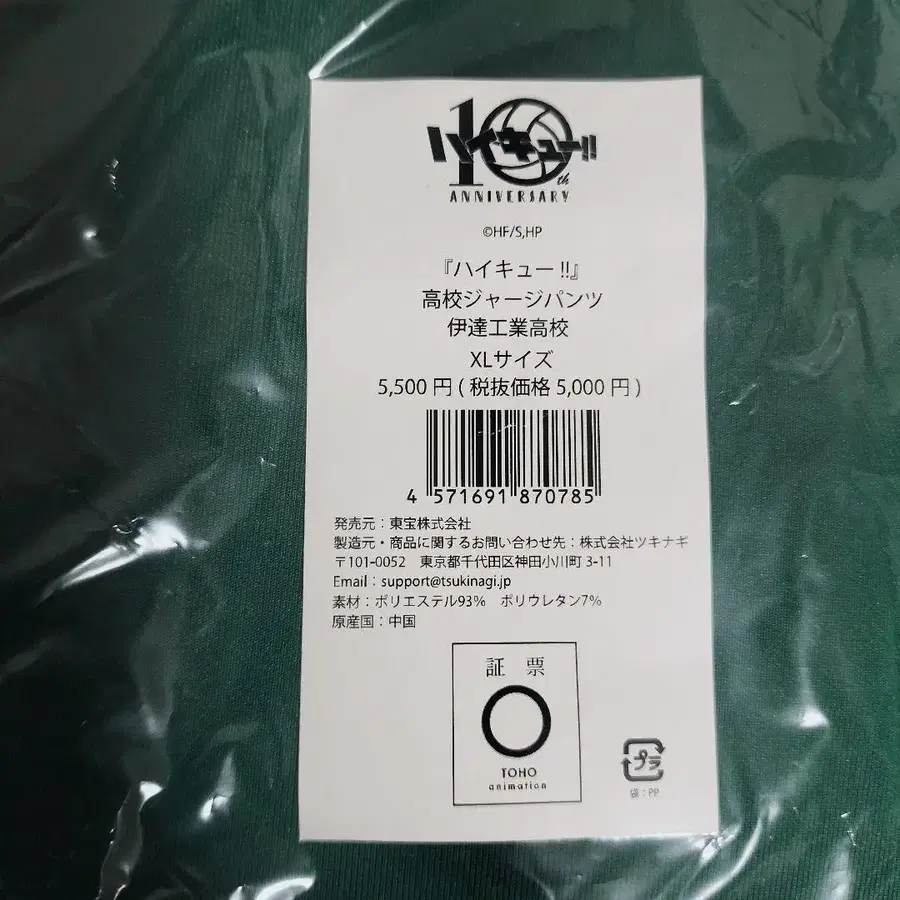 ハイキュー!!
10th
ANNIVERSARY
©HF/S,HP
『ハイキュー!!』
高校ジャージパンツ
伊達工業高校
XLサイズ
5,500 円 ( 税抜価格 5,000 円 )
4 571691 870785
発売元：東宝株式会社
製造元・商品に関するお問い合わせ先：株式会社ツキナギ
〒101-0052　東京都千代田区神田小川町 3-11
Email：support@tsukinagi.jp
素材：ポリエステル93%　ポリウレタン7%
原産国：中国
証 票
TOHO
animation
プラ
袋：PP